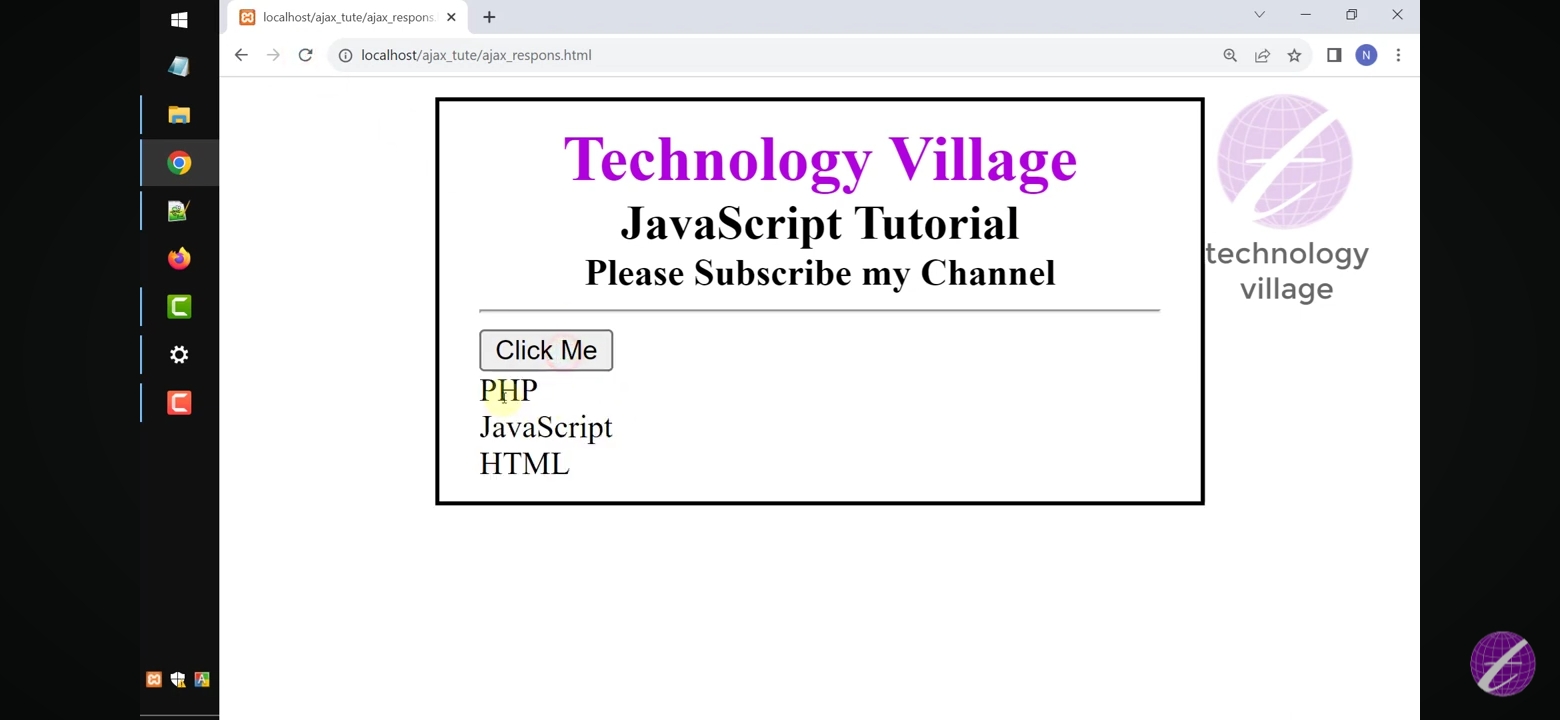 localhost/ajax_tute/ajax_respons.
localhost/ajax_tute/ajax_respons.html
N
Technology Village
JavaScript Tutorial
Please Subscribe my Channel
technology
village
Click Me
PHP
JavaScript
HTML